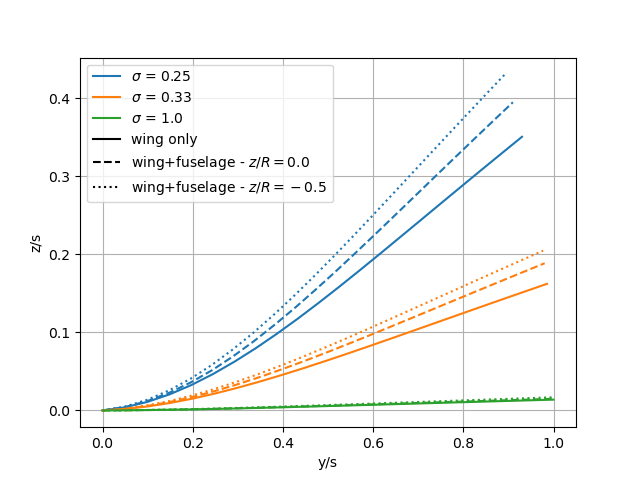 σ = 0.25
σ = 0.33
σ = 1.0
wing only
wing+fuselage - z/R = 0.0
wing+fuselage - z/R = −0.5
0.4
0.3
0.2
0.1
0.0
z/s
0.0 0.2 0.4 0.6 0.8 1.0
y/s